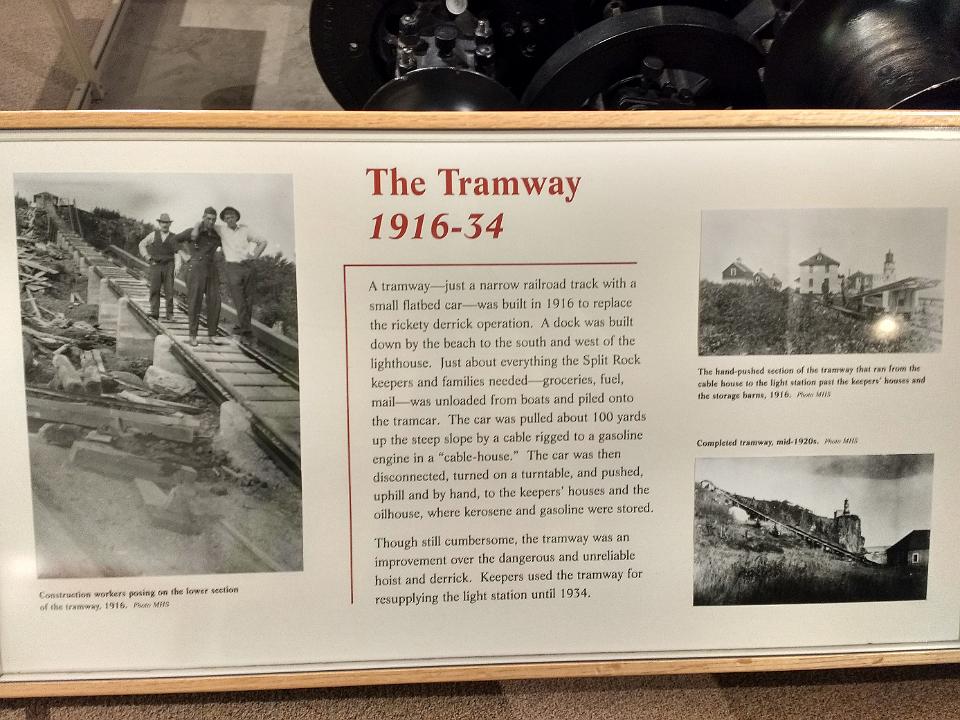 The Tramway
1916-34
A tramway—just a narrow railroad track with a
small flatbed car—was built in 1916 to replace
the rickety derrick operation. A dock was built
down by the beach to the south and west of the
lighthouse. Just about everything the Split Rock
keepers and families needed—groceries, fuel,
mail—was unloaded from boats and piled onto
the tramcar. The car was pulled about 100 yards
up the steep slope by a cable rigged to a gasoline
engine in a “cable-house.” The car was then
disconnected, turned on a turntable, and pushed,
uphill and by hand, to the keepers' houses and the
oilhouse, where kerosene and gasoline were stored.
Though still cumbersome, the tramway was an
improvement over the dangerous and unreliable
hoist and derrick. Keepers used the tramway for
resupplying the light station until 1934.
Construction workers posing on the lower section
of the tramway, 1916. Photo MHS
The hand-pushed section of the tramway that ran from the
cable house to the light station past the keepers' houses and
the storage barns, 1916. Photo MHS
Completed tramway, mid-1920s. Photo MHS